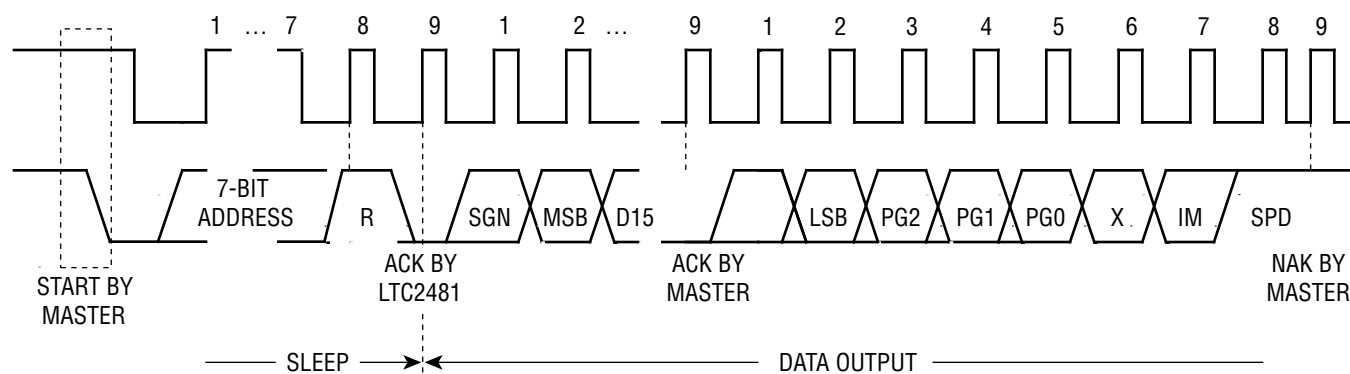 1 ... 7 8 9 1 2 ... 9 1 2 3 4 5 6 7 8 9
7-BIT
ADDRESS
R
SGN
MSB
D15
LSB
PG2
PG1
PG0
X
IM
SPD
START BY
MASTER
ACK BY
LTC2481
ACK BY
MASTER
NAK BY
MASTER
SLEEP
DATA OUTPUT